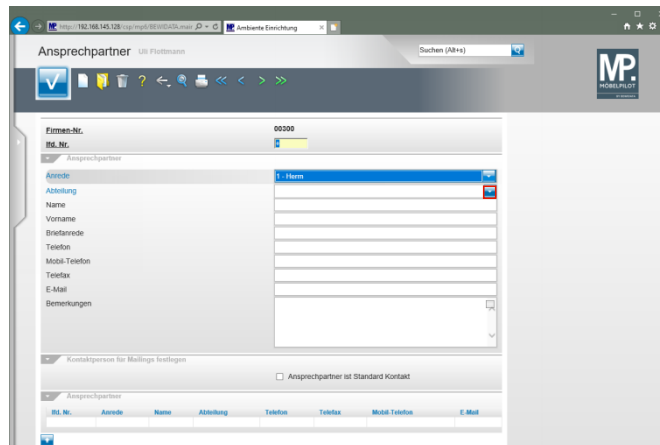 http://192.168.145.128/csp/mp8/BEWIDATA.mair
Ambiente Einrichtung
Ansprechpartner Uli Flottmann
Suchen (Alt+s)
MP.
MÖBELPILOT
Firmen-Nr. 00300
lfd. Nr.
Ansprechpartner
Anrede 1 - Herrn
Abteilung
Name
Vorname
Briefanrede
Telefon
Mobil-Telefon
Telefax
E-Mail
Bemerkungen
Kontaktperson für Mailings festlegen
Ansprechpartner ist Standard Kontakt
Ansprechpartner
lfd. Nr. Anrede Name Abteilung Telefon Telefax Mobil-Telefon E-Mail